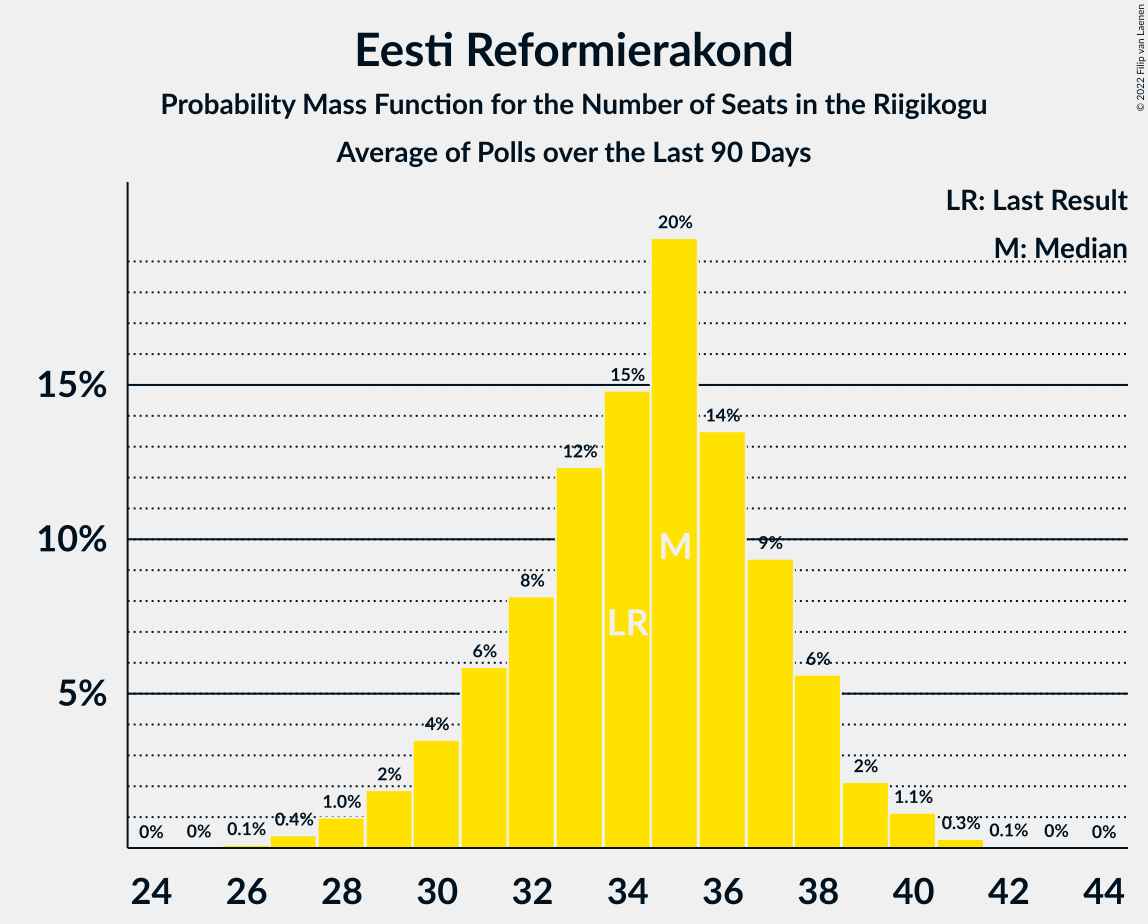 Eesti Reformierakond
Probability Mass Function for the Number of Seats in the Riigikogu
Average of Polls over the Last 90 Days
© 2022 Filip van Laenen
LR: Last Result
M: Median
15%
10%
5%
0%
0%
0.1%
0.4%
1.0%
2%
4%
6%
8%
12%
15%
20%
14%
9%
6%
2%
1.1%
0.3%
0.1%
0%
0%
M
LR
24 26 28 30 32 34 36 38 40 42 44